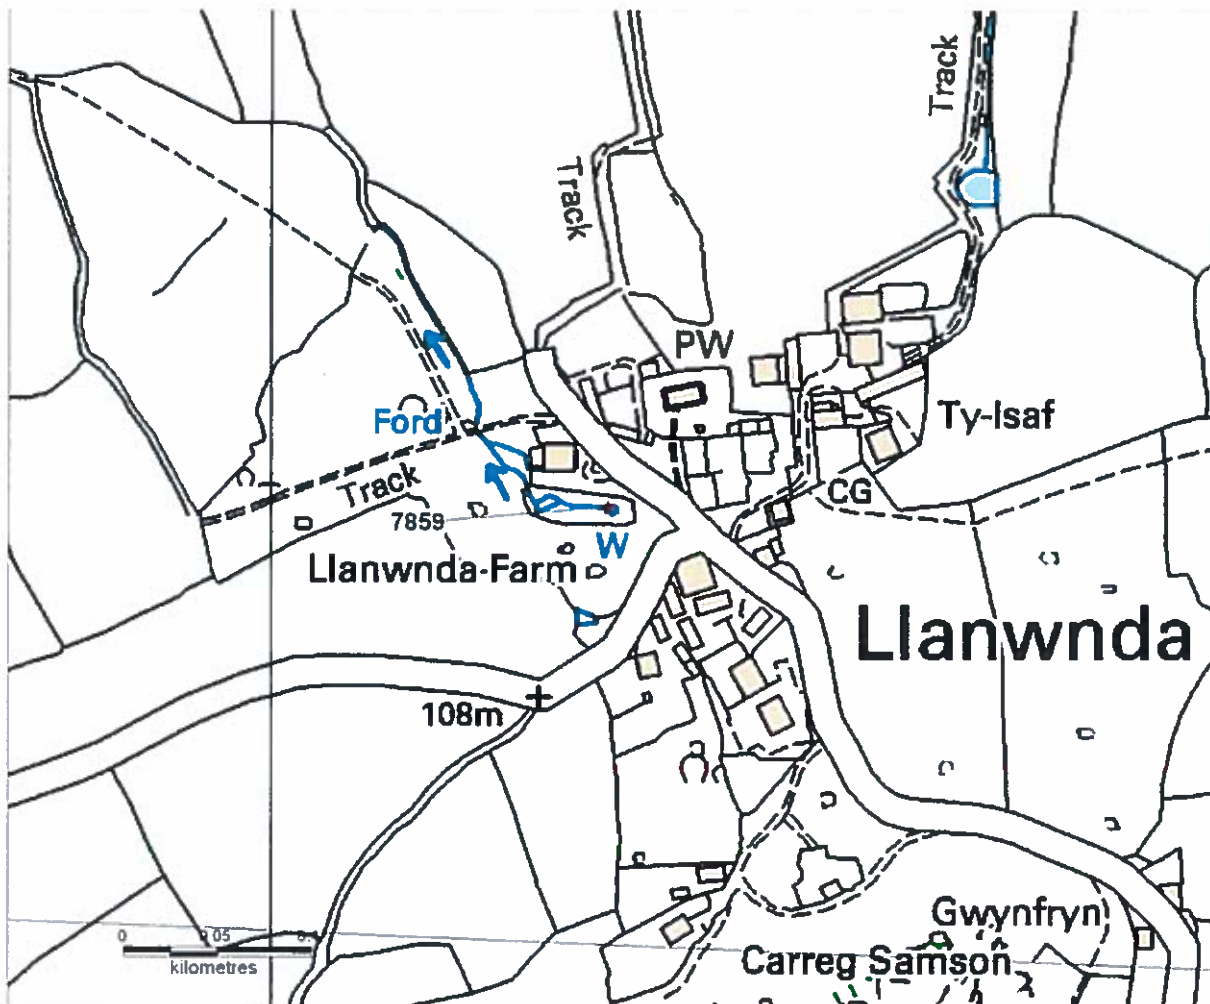 Track
Track
PW
Ford
Ty-Isaf
Track
CG
7859
W
Llanwnda-Farm
Llanwnda
108m
Gwynfryn
0 05
kilometres
Carreg Samson